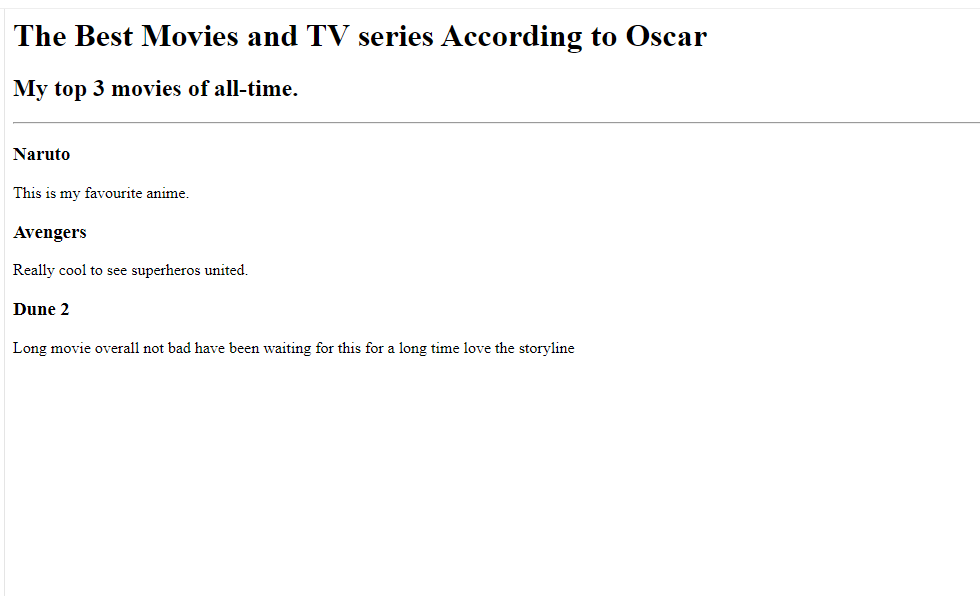 The Best Movies and TV series According to Oscar
My top 3 movies of all-time.
Naruto
This is my favourite anime.
Avengers
Really cool to see superheros united.
Dune 2
Long movie overall not bad have been waiting for this for a long time love the storyline